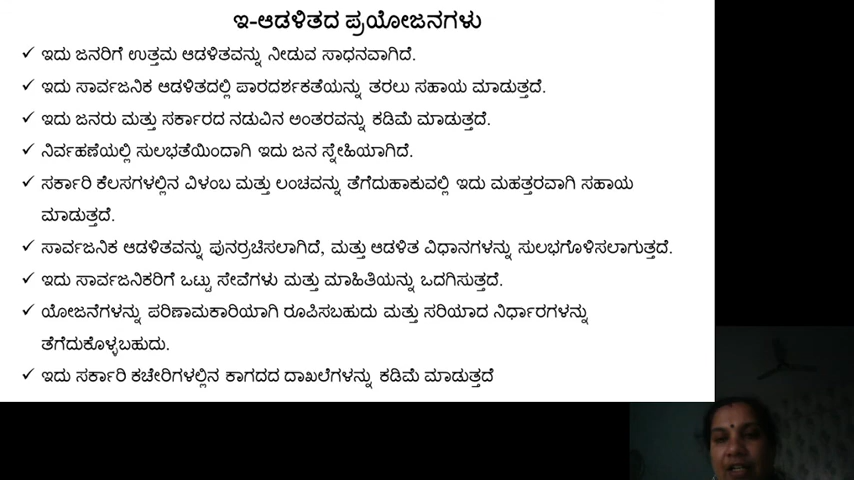 ಇ-ಆಡಳಿತದ ಪ್ರಯೋಜನಗಳು
✓ ಇದು ಜನರಿಗೆ ಉತ್ತಮ ಆಡಳಿತವನ್ನು ನೀಡುವ ಸಾಧನವಾಗಿದೆ.
✓ ಇದು ಸಾರ್ವಜನಿಕ ಆಡಳಿತದಲ್ಲಿ ಪಾರದರ್ಶಕತೆಯನ್ನು ತರಲು ಸಹಾಯ ಮಾಡುತ್ತದೆ.
✓ ಇದು ಜನರು ಮತ್ತು ಸರ್ಕಾರದ ನಡುವಿನ ಅಂತರವನ್ನು ಕಡಿಮೆ ಮಾಡುತ್ತದೆ.
✓ ನಿರ್ವಹಣೆಯಲ್ಲಿ ಸುಲಭತೆಯಿಂದಾಗಿ ಇದು ಜನ ಸ್ನೇಹಿಯಾಗಿದೆ.
✓ ಸರ್ಕಾರಿ ಕೆಲಸಗಳಲ್ಲಿನ ವಿಳಂಬ ಮತ್ತು ಲಂಚವನ್ನು ತೆಗೆದುಹಾಕುವಲ್ಲಿ ಇದು ಮಹತ್ತರವಾಗಿ ಸಹಾಯ
ಮಾಡುತ್ತದೆ.
✓ ಸಾರ್ವಜನಿಕ ಆಡಳಿತವನ್ನು ಪುನರ್ರಚಿಸಲಾಗಿದೆ, ಮತ್ತು ಆಡಳಿತ ವಿಧಾನಗಳನ್ನು ಸುಲಭಗೊಳಿಸಲಾಗುತ್ತದೆ.
✓ ಇದು ಸಾರ್ವಜನಿಕರಿಗೆ ಒಟ್ಟು ಸೇವೆಗಳು ಮತ್ತು ಮಾಹಿತಿಯನ್ನು ಒದಗಿಸುತ್ತದೆ.
✓ ಯೋಜನೆಗಳನ್ನು ಪರಿಣಾಮಕಾರಿಯಾಗಿ ರೂಪಿಸಬಹುದು ಮತ್ತು ಸರಿಯಾದ ನಿರ್ಧಾರಗಳನ್ನು
ತೆಗೆದುಕೊಳ್ಳಬಹುದು.
✓ ಇದು ಸರ್ಕಾರಿ ಕಚೇರಿಗಳಲ್ಲಿನ ಕಾಗದದ ದಾಖಲೆಗಳನ್ನು ಕಡಿಮೆ ಮಾಡುತ್ತದೆ